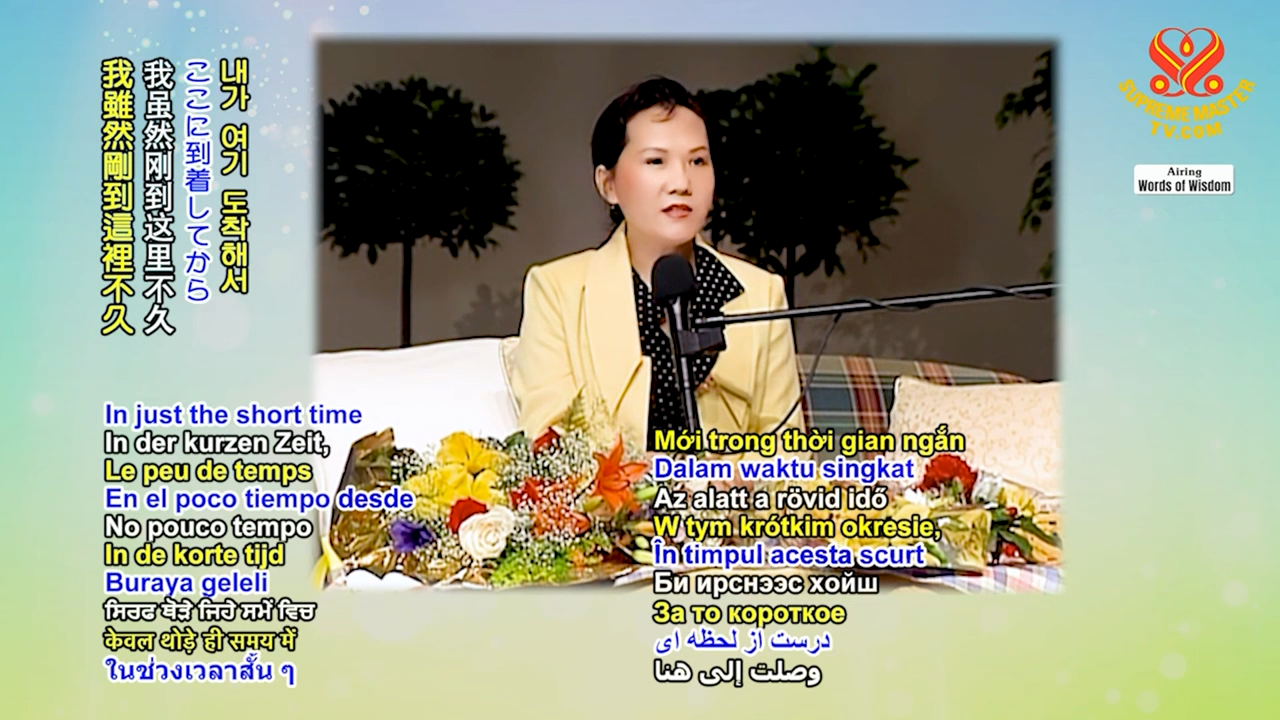 내가 여기 도착해서
ここに到着してから
我虽然刚到这里不久
我雖然剛到這裡不久
SUPREME MASTER
TV.COM
Airing
Words of Wisdom
In just the short time
In der kurzen Zeit,
Le peu de temps
En el poco tiempo desde
No pouco tempo
In de korte tijd
Buraya geleli
ਸਿਰਫ ਥੋੜੇ ਜਿਹੇ ਸਮੇਂ ਵਿਚ
केवल थोड़े ही समय में
ในช่วงเวลาสั้น ๆ
Mới trong thời gian ngắn
Dalam waktu singkat
Az alatt a rövid idő
W tym krótkim okresie,
În timpul acesta scurt
Би ирснээс хойш
За то короткое
درست از لحظه ای
وصلت إلى هنا